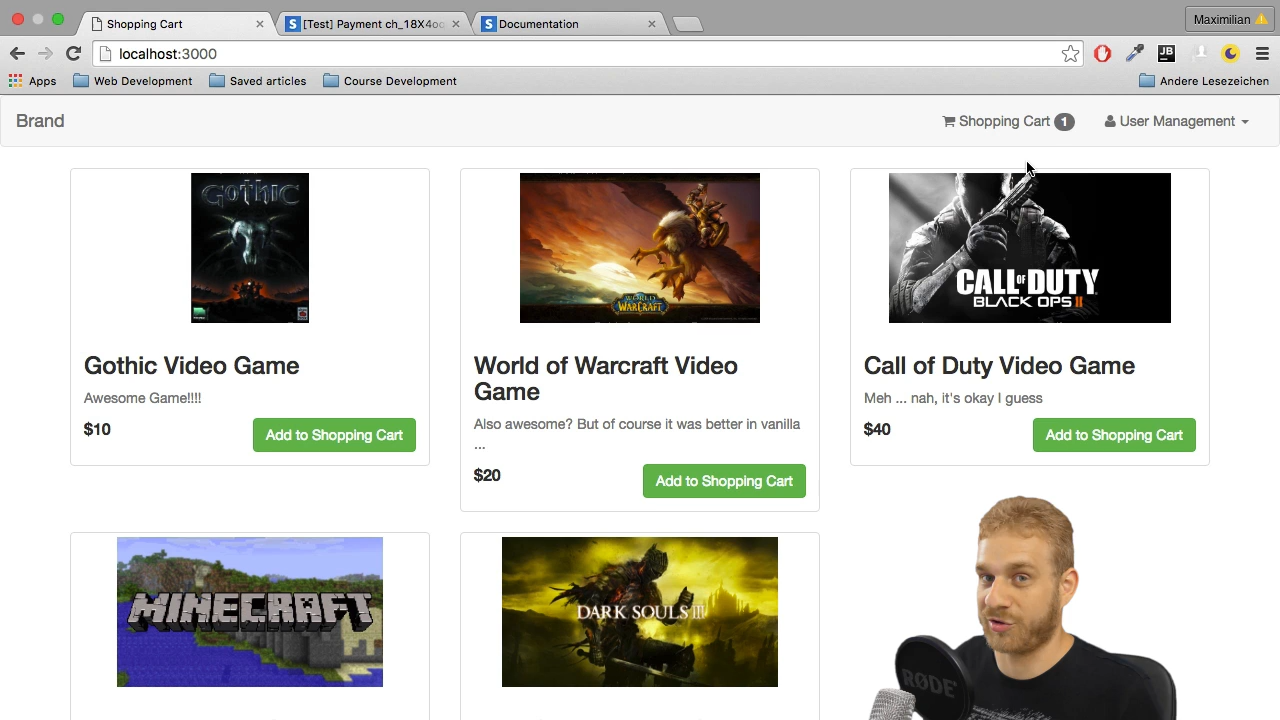 Shopping Cart
[Test] Payment ch_18X4oc
Documentation
Maximilian
localhost:3000
JB
Apps
Web Development
Saved articles
Course Development
Andere Lesezeichen
Brand
Shopping Cart 1
User Management
GOTHIC
WORLD
WARCRAFT
CALL OF DUTY
BLACK OPS II
Gothic Video Game
Awesome Game!!!!
$10
Add to Shopping Cart
World of Warcraft Video
Game
Also awesome? But of course it was better in vanilla
...
$20
Add to Shopping Cart
Call of Duty Video Game
Meh ... nah, it's okay I guess
$40
Add to Shopping Cart
MINECRAFT
DARK SOULS III
RØDE